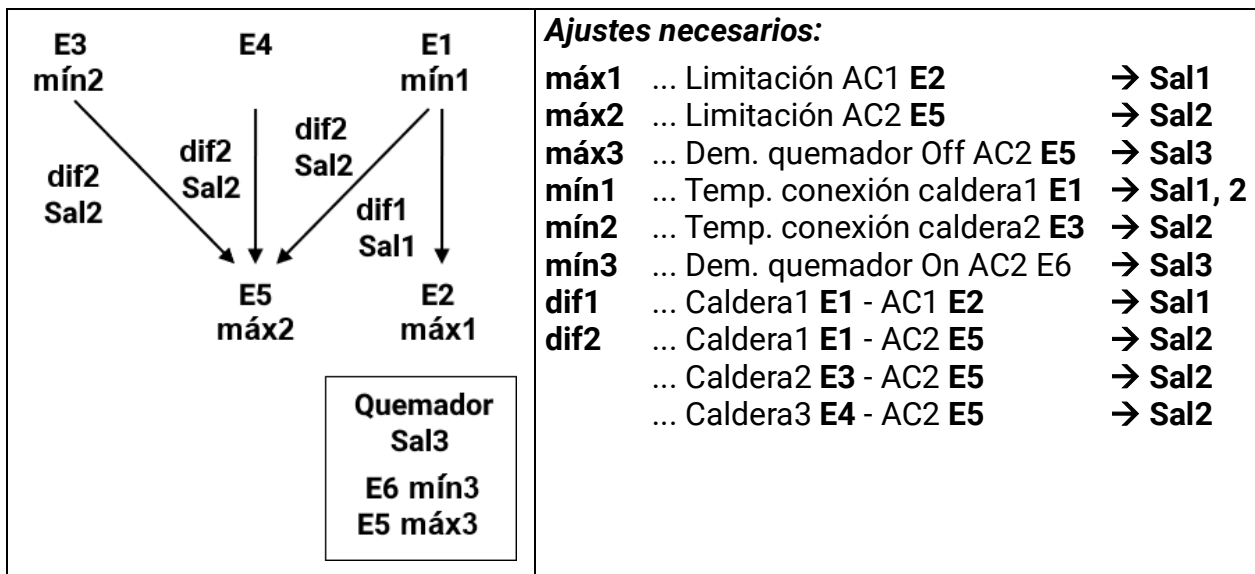 E3
mín2
E4
E1
mín1
dif2
Sal2
dif2
Sal2
dif2
Sal2
dif1
Sal1
E5
máx2
E2
máx1
Quemador
Sal3
E6 mín3
E5 máx3
Ajustes necesarios:
máx1 ... Limitación AC1 E2 → Sal1
máx2 ... Limitación AC2 E5 → Sal2
máx3 ... Dem. quemador Off AC2 E5 → Sal3
mín1 ... Temp. conexión caldera1 E1 → Sal1, 2
mín2 ... Temp. conexión caldera2 E3 → Sal2
mín3 ... Dem. quemador On AC2 E6 → Sal3
dif1 ... Caldera1 E1 - AC1 E2 → Sal1
dif2 ... Caldera1 E1 - AC2 E5 → Sal2
... Caldera2 E3 - AC2 E5 → Sal2
... Caldera3 E4 - AC2 E5 → Sal2